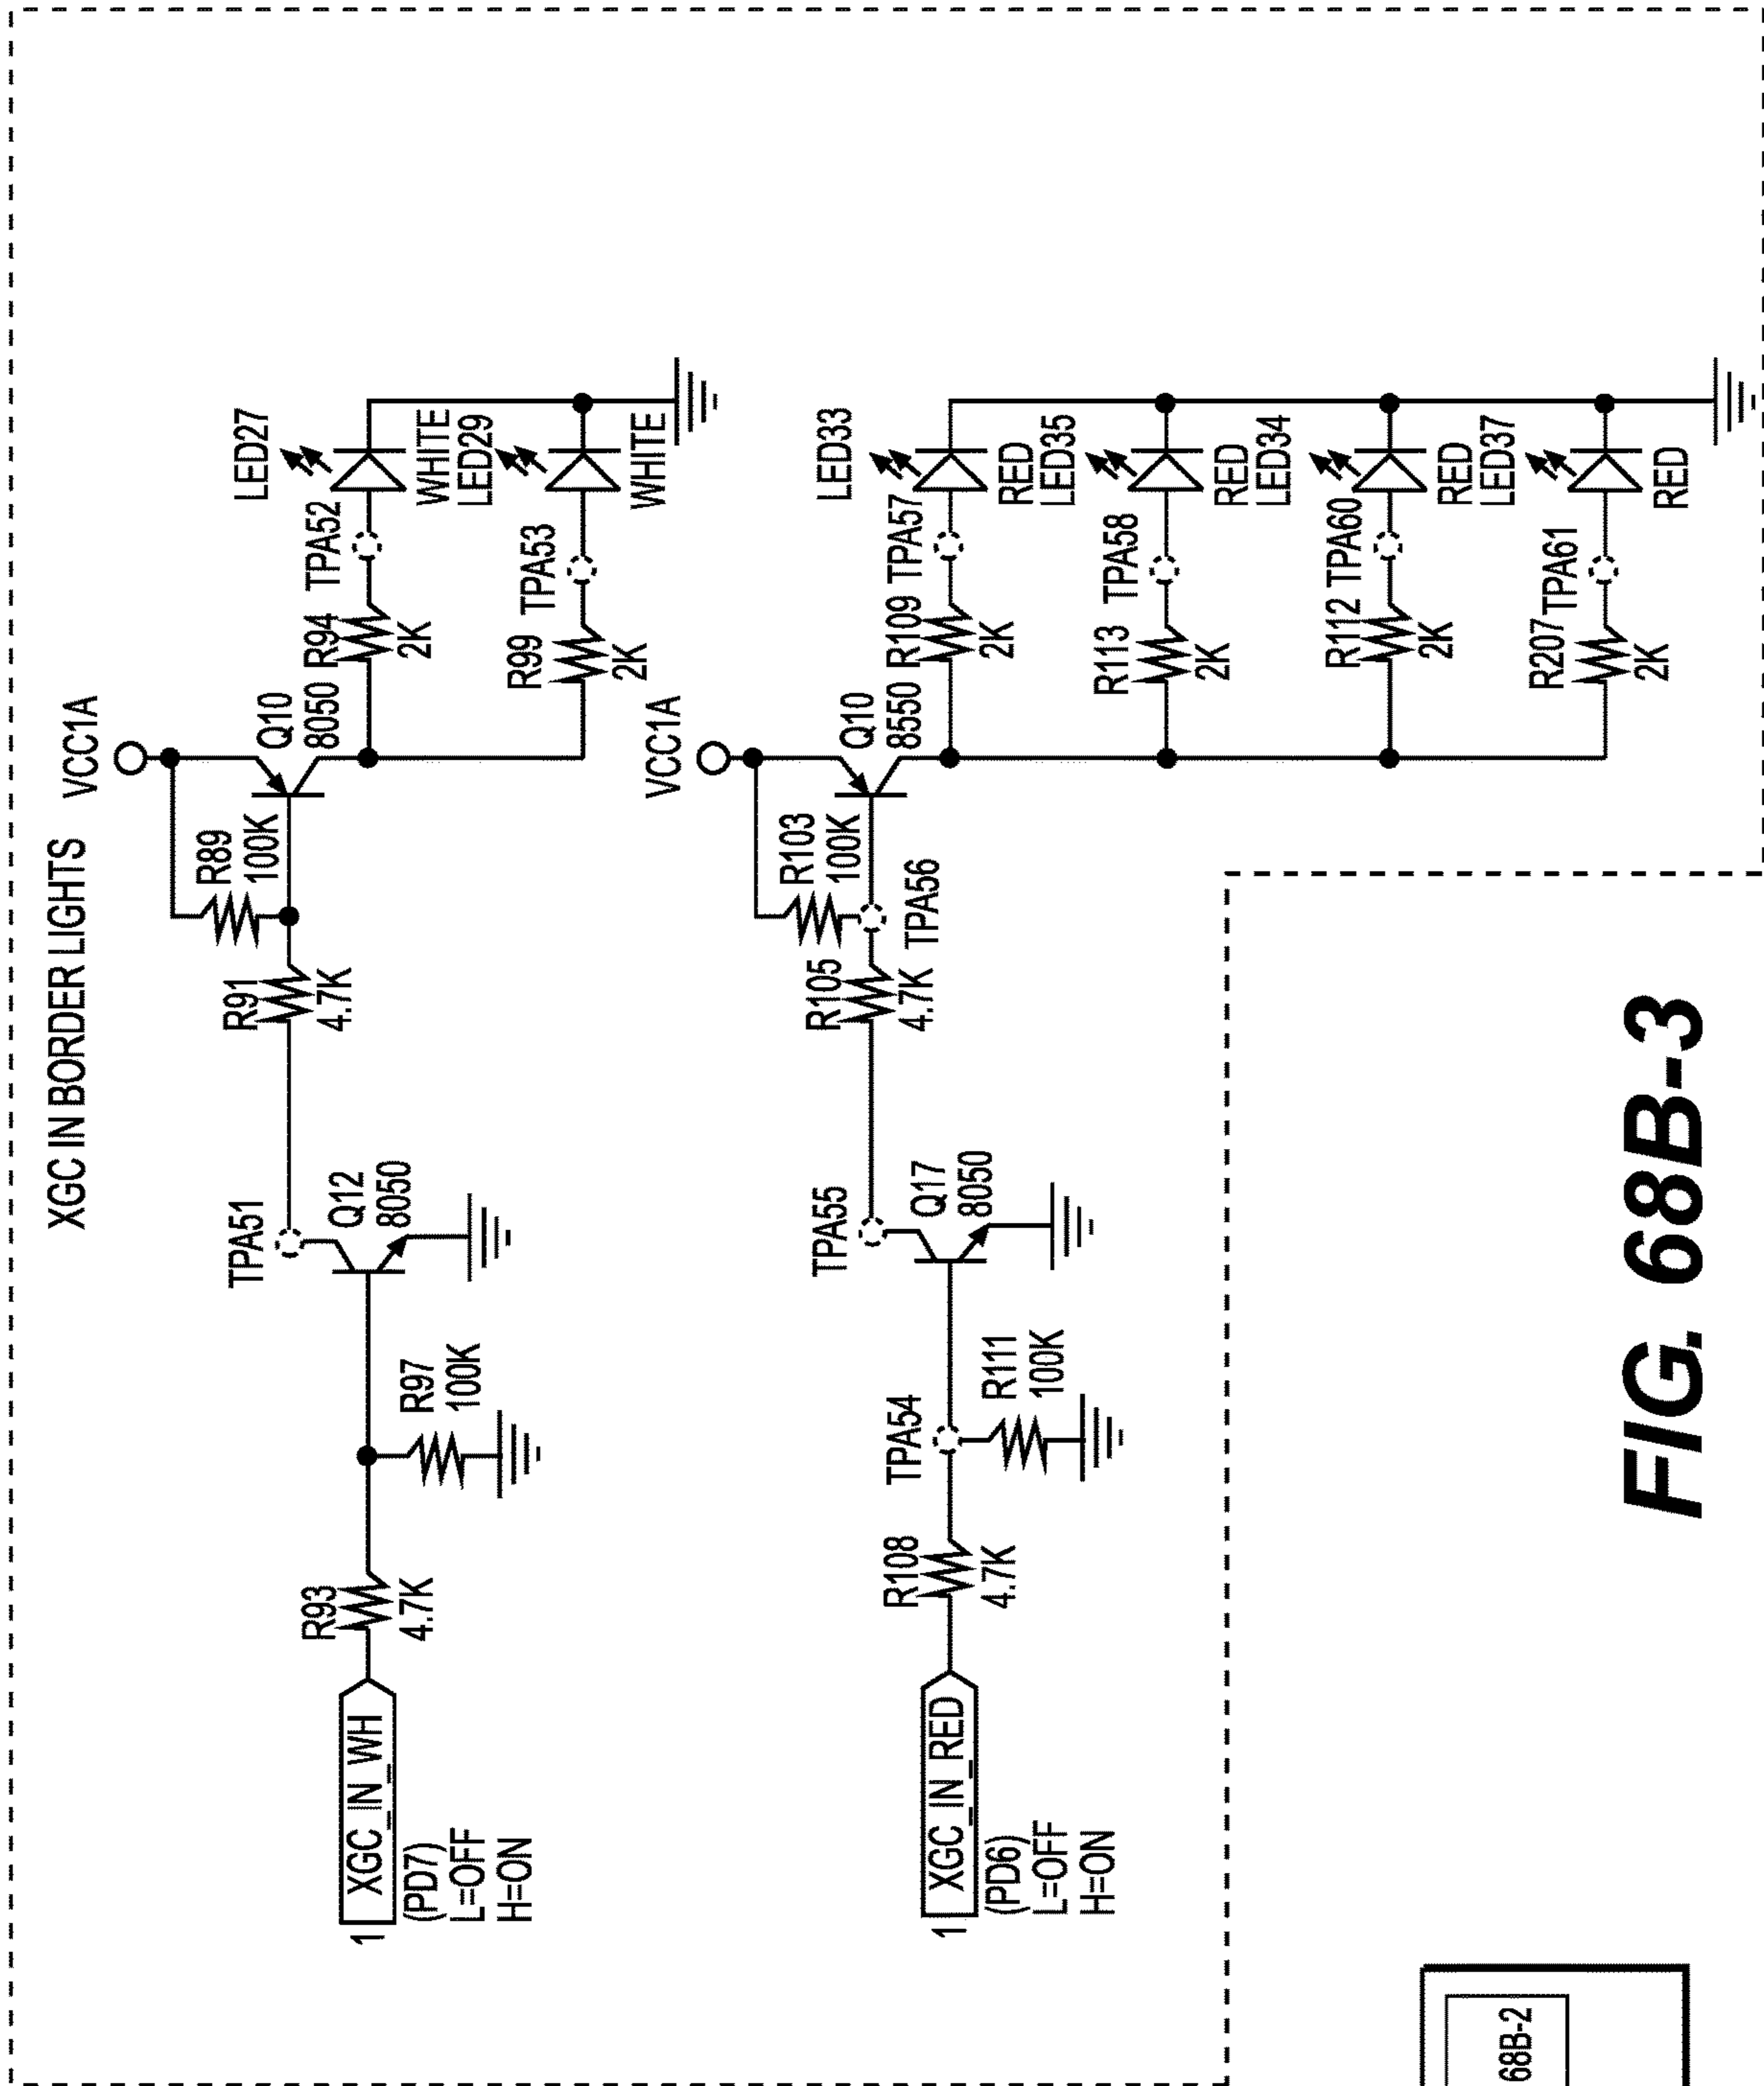 XGC IN BORDER LIGHTS
VCC1A
R89
100K
Q10
8050
R91
4.7K
TPA51
Q12
8050
R93
4.7K
R97
100K
1
XGC_IN_WH
(PD7)
L=OFF
H=ON
R94
2K
TPA52
LED27
WHITE
R99
2K
TPA53
LED29
WHITE
VCC1A
R103
100K
Q10
8550
TPA56
R105
4.7K
TPA55
Q17
8050
TPA54
R111
100K
R108
4.7K
1
XGC_IN_RED
(PD6)
L=OFF
H=ON
R109
2K
TPA57
LED33
RED
R113
2K
TPA58
LED35
RED
R112
2K
TPA60
LED34
RED
R207
2K
TPA61
LED37
RED
68B-2
FIG. 68B-3